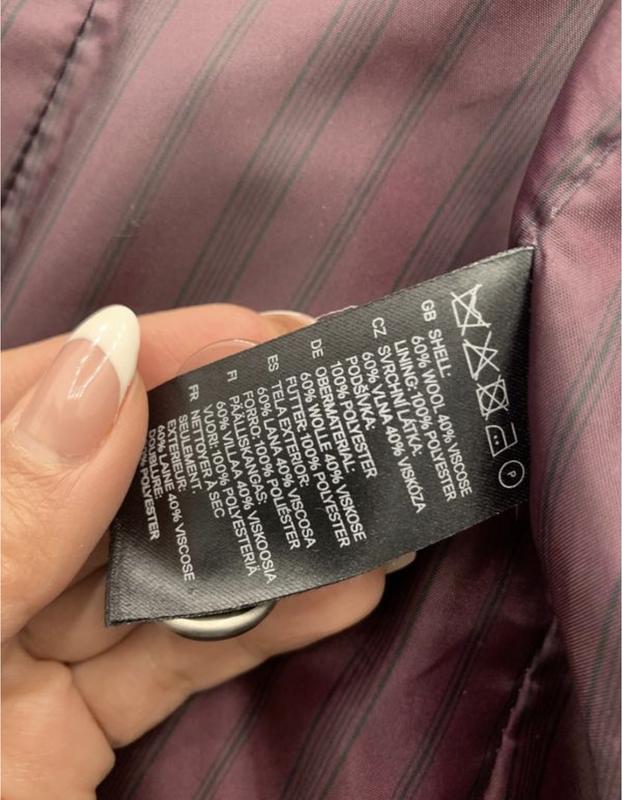 P
GB SHELL:
60% WOOL 40% VISCOSE
LINING: 100% POLYESTER
CZ SVRCHNÍ LÁTKA:
60% VLNA 40% VISKÓZA
PODŠÍVKA:
100% POLYESTER
DE OBERMATERIAL:
60% WOLLE 40% VISKOSE
FUTTER: 100% POLYESTER
ES TELA EXTERIOR:
60% LANA 40% VISCOSA
FORRO: 100% POLIÉSTER
FI PÄÄLLISKANGAS:
60% VILLAA 40% VISKOOSIA
VUORI: 100% POLYESTERIÄ
FR NETTOYER À SEC
SEULEMENT.
EXTERIEUR:
60% LAINE 40% VISCOSE
DOUBLURE:
POLYESTER